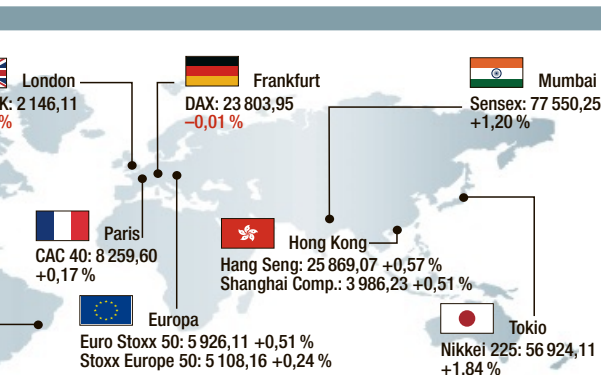 London
K: 2 146,11
%
Frankfurt
DAX: 23 803,95
–0,01 %
Mumbai
Sensex: 77 550,25
+1,20 %
Paris
CAC 40: 8 259,60
+0,17 %
Hong Kong
Hang Seng: 25 869,07 +0,57 %
Shanghai Comp.: 3 986,23 +0,51 %
Europa
Euro Stoxx 50: 5 926,11 +0,51 %
Stoxx Europe 50: 5 108,16 +0,24 %
Tokio
Nikkei 225: 56 924,11
+1,84 %